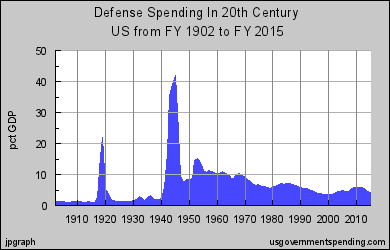 Defense Spending In 20th Century
US from FY 1902 to FY 2015
50
40
30
20
10
0
pct GDP
1910 1920 1930 1940 1950 1960 1970 1980 1990 2000 2010
jpgraph
usgovernmentspending.com